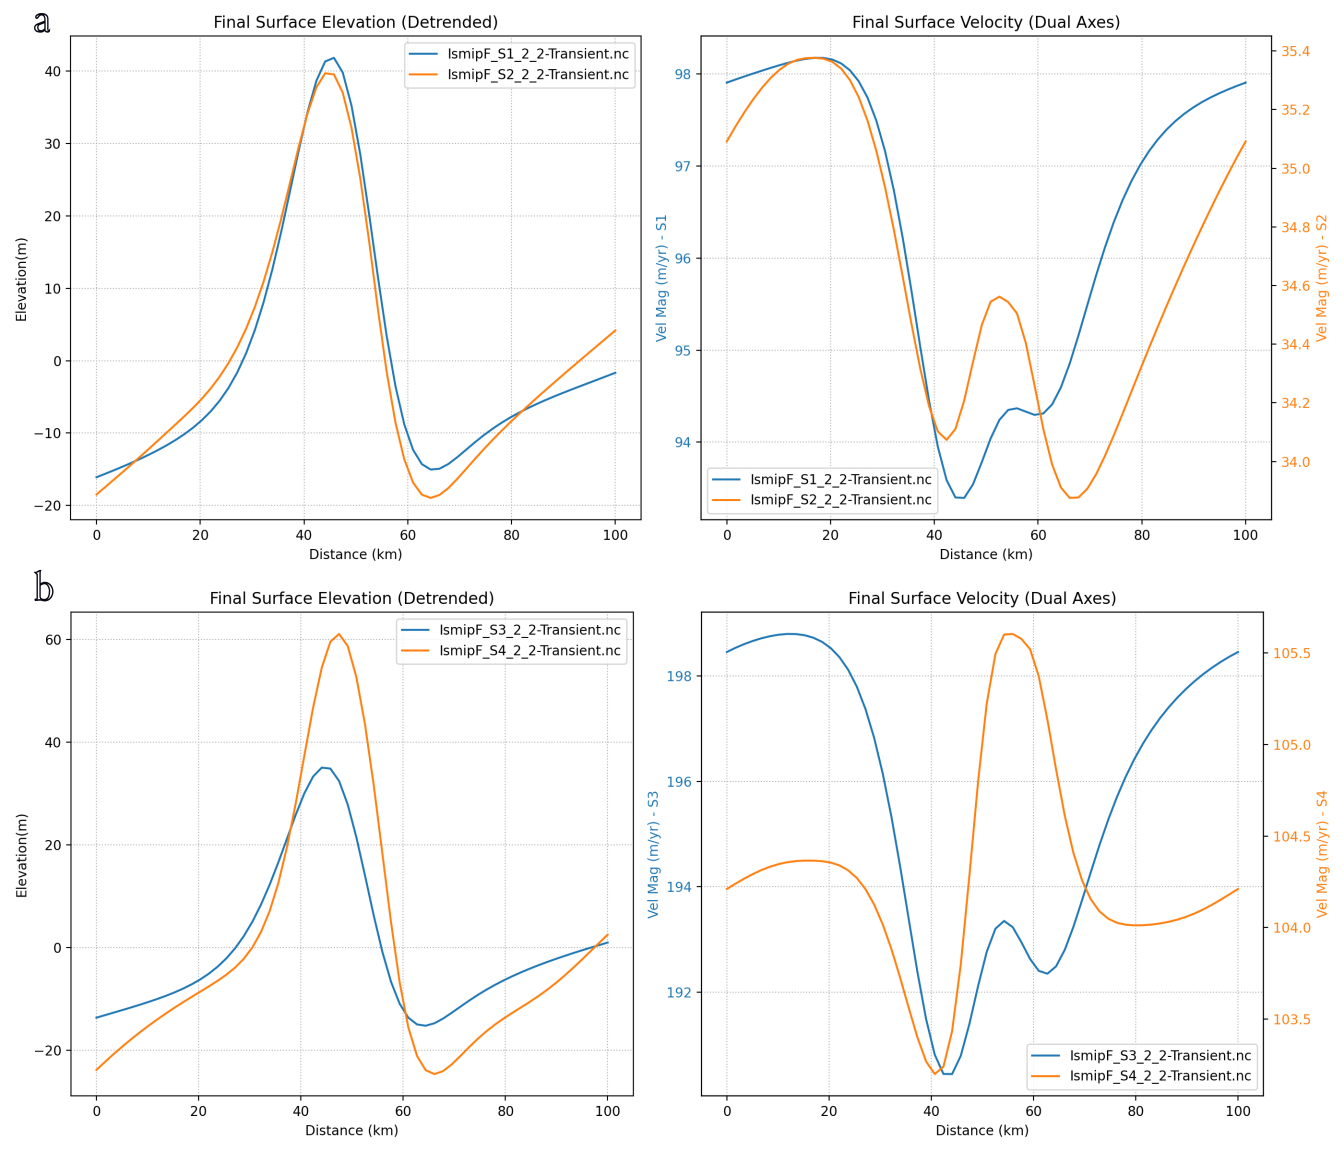 a
Final Surface Elevation (Detrended)
IsmipF_S1_2_2-Transient.nc
IsmipF_S2_2_2-Transient.nc
40
30
20
10
0
−10
−20
Elevation(m)
0 20 40 60 80 100
Distance (km)
Final Surface Velocity (Dual Axes)
98
97
96
95
94
Vel Mag (m/yr) - S1
35.4
35.2
35.0
34.8
34.6
34.4
34.2
34.0
Vel Mag (m/yr) - S2
IsmipF_S1_2_2-Transient.nc
IsmipF_S2_2_2-Transient.nc
0 20 40 60 80 100
Distance (km)
b
Final Surface Elevation (Detrended)
IsmipF_S3_2_2-Transient.nc
IsmipF_S4_2_2-Transient.nc
60
40
20
0
−20
Elevation(m)
0 20 40 60 80 100
Distance (km)
Final Surface Velocity (Dual Axes)
198
196
194
192
Vel Mag (m/yr) - S3
105.5
105.0
104.5
104.0
103.5
Vel Mag (m/yr) - S4
IsmipF_S3_2_2-Transient.nc
IsmipF_S4_2_2-Transient.nc
0 20 40 60 80 100
Distance (km)